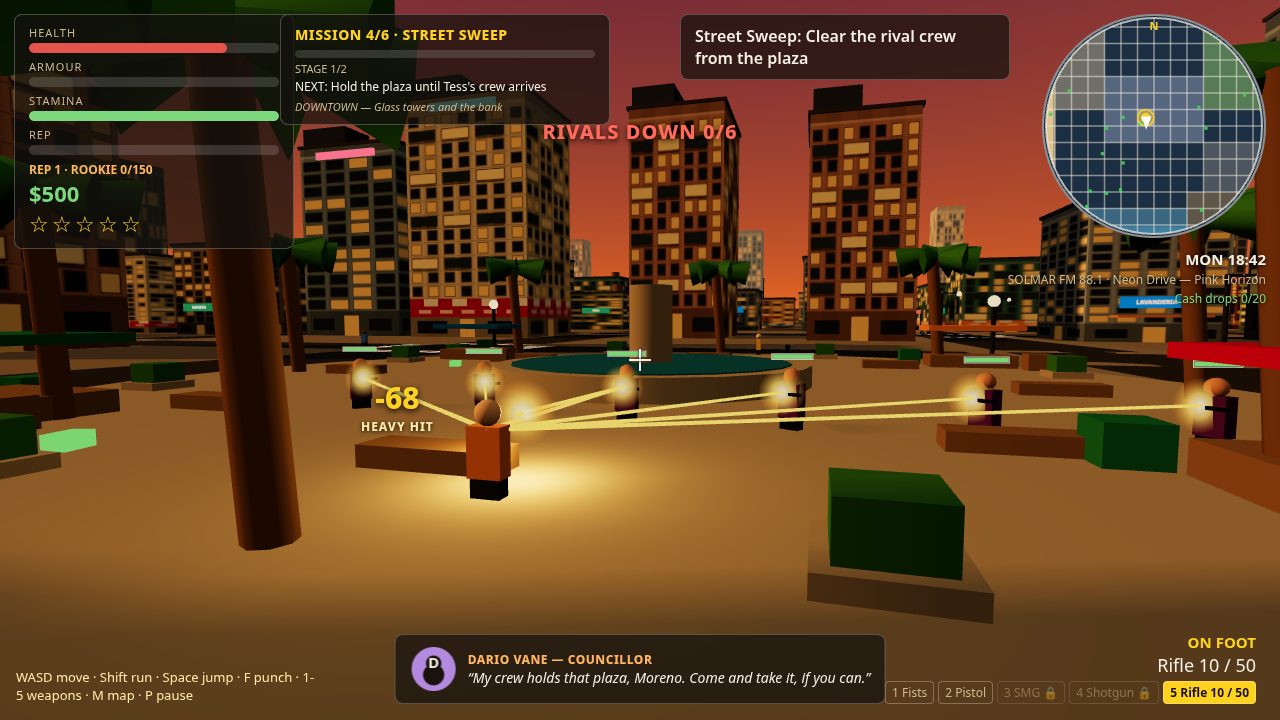 HEALTH
ARMOUR
STAMINA
REP
REP 1 · ROOKIE 0/150
$500
☆☆☆☆☆
MISSION 4/6 · STREET SWEEP
STAGE 1/2
NEXT: Hold the plaza until Tess's crew arrives
DOWNTOWN — Glass towers and the bank
Street Sweep: Clear the rival crew
from the plaza
N
RIVALS DOWN 0/6
MON 18:42
SOLMAR FM 88.1 · Neon Drive — Pink Horizon
Cash drops 0/20
LAVANDERIA
-68
HEAVY HIT
DARIO VANE — COUNCILLOR
D
“My crew holds that plaza, Moreno. Come and take it, If you can.”
WASD move · Shift run · Space jump · F punch · 1-
5 weapons · M map · P pause
ON FOOT
Rifle 10 / 50
1 Fists
2 Pistol
3 SMG 🔒
4 Shotgun 🔒
5 Rifle 10 / 50